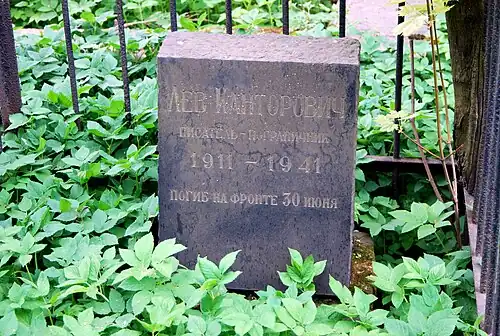 ЛЕВ КАНТОРОВИЧ
ПИСАТЕЛЬ-ПОГРАНИЧНИК
1911 - 1941
ПОГИБ НА ФРОНТЕ 30 ИЮНЯ